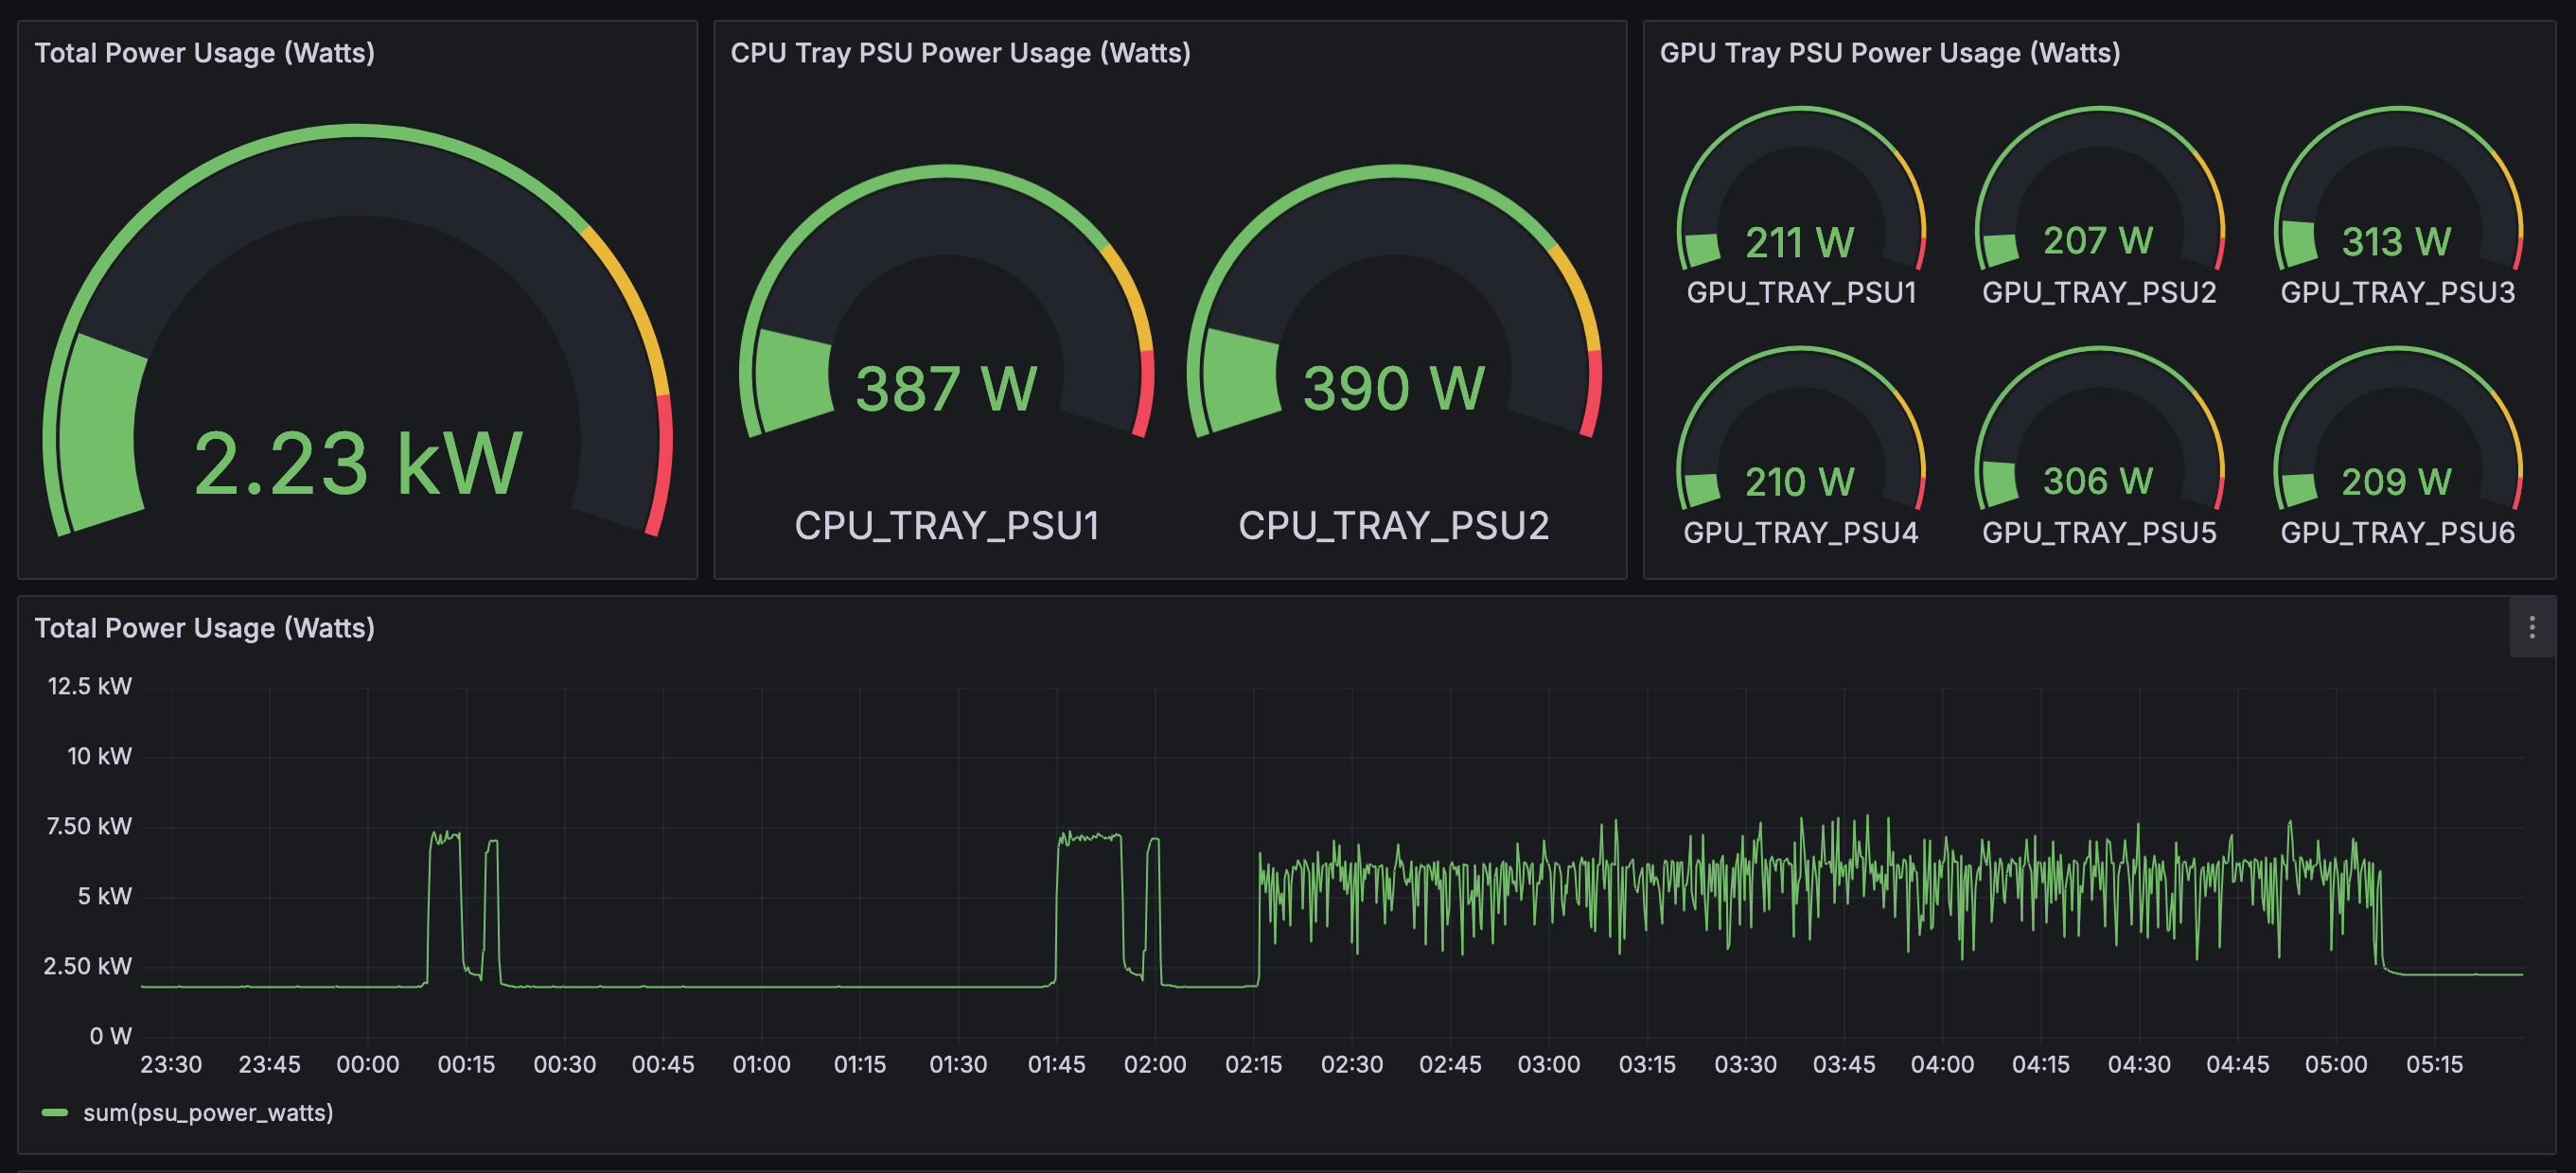 Total Power Usage (Watts)
2.23 kW
CPU Tray PSU Power Usage (Watts)
387 W
CPU_TRAY_PSU1
390 W
CPU_TRAY_PSU2
GPU Tray PSU Power Usage (Watts)
211 W
GPU_TRAY_PSU1
207 W
GPU_TRAY_PSU2
313 W
GPU_TRAY_PSU3
210 W
GPU_TRAY_PSU4
306 W
GPU_TRAY_PSU5
209 W
GPU_TRAY_PSU6
Total Power Usage (Watts)
12.5 kW
10 kW
7.50 kW
5 kW
2.50 kW
0 W
23:30 23:45 00:00 00:15 00:30 00:45 01:00 01:15 01:30 01:45 02:00 02:15 02:30 02:45 03:00 03:15 03:30 03:45 04:00 04:15 04:30 04:45 05:00 05:15
sum(psu_power_watts)